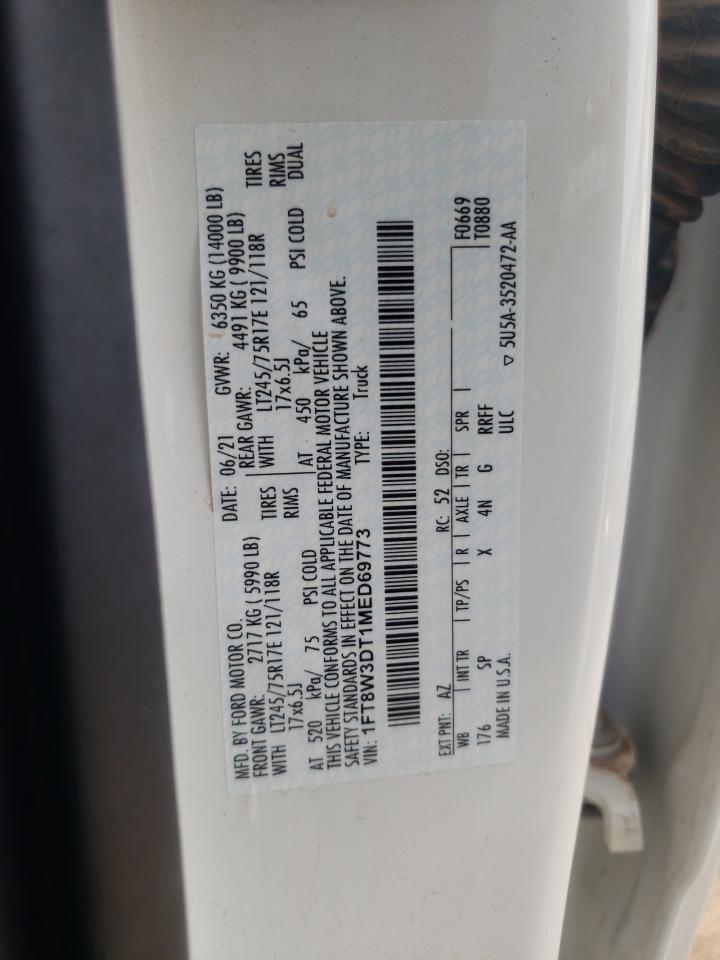 MFD. BY FORD MOTOR CO.
DATE: 06/21 GVWR: 6350 KG (14000 LB)
FRONT GAWR: 2717 KG ( 5990 LB)
REAR GAWR: 4491 KG ( 9900 LB)
WITH LT245/75R17E 121/118R TIRES
WITH LT245/75R17E 121/118R TIRES
17x6.5J RIMS
17x6.5J RIMS
AT 520 kPa/ 75 PSI COLD
AT 450 kPa/ 65 PSI COLD DUAL
THIS VEHICLE CONFORMS TO ALL APPLICABLE FEDERAL MOTOR VEHICLE
SAFETY STANDARDS IN EFFECT ON THE DATE OF MANUFACTURE SHOWN ABOVE.
VIN: 1FT8W3DT1MED69773 TYPE: Truck
EXT PNT: AZ RC: 52 DSO: F0669
WB INT TR TP/PS R AXLE TR SPR T0880
176 SP X 4N G RRFF
MADE IN U.S.A. ULC ▽ 5U5A-3520472-AA